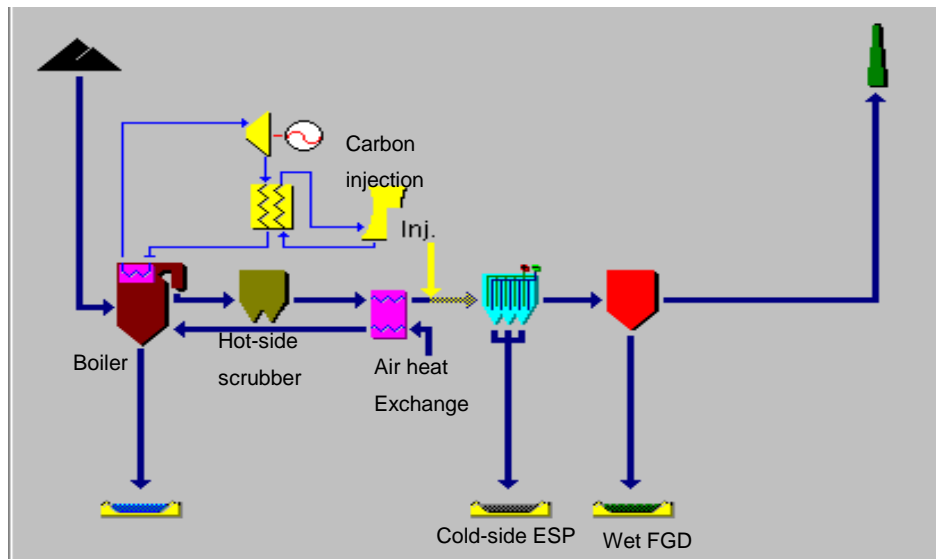 Carbon
injection
Inj.
Boiler
Hot-side
scrubber
Air heat
Exchange
Cold-side ESP
Wet FGD